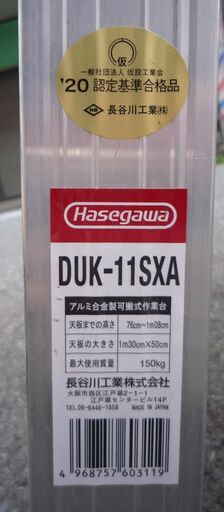 仮
一般社団法人 仮設工業会
'20 認定基準合格品
長谷川工業㈱
Hasegawa
DUK-11SXA
アルミ合金製可搬式作業台
天板までの高さ 76cm~1m08cm
天板の大きさ 1m30cm×50cm
最大使用質量 150kg
長谷川工業株式会社
大阪市西区江戸堀2-1-1
江戸堀センタービル14F
TEL.06-6446-1850 MADE IN JAPAN
4 968757 603119